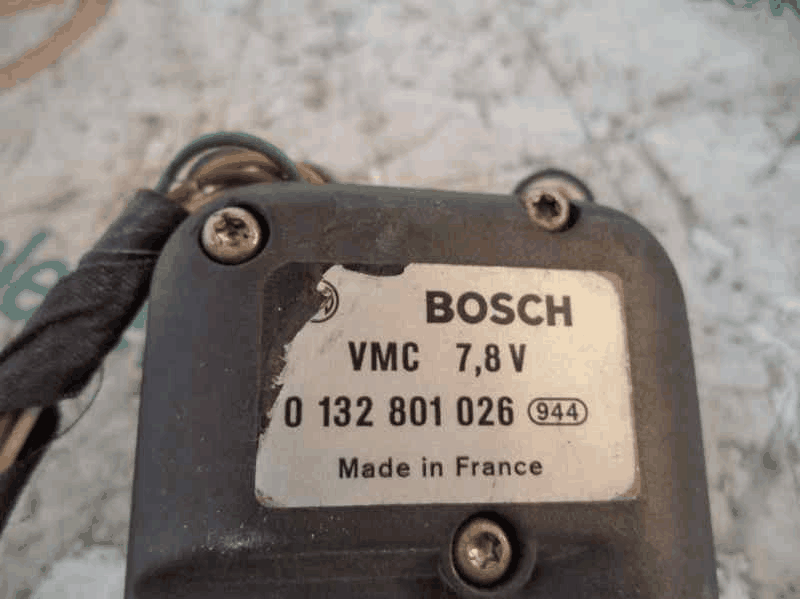 BOSCH
VMC 7,8 V
0 132 801 026 944
Made in France